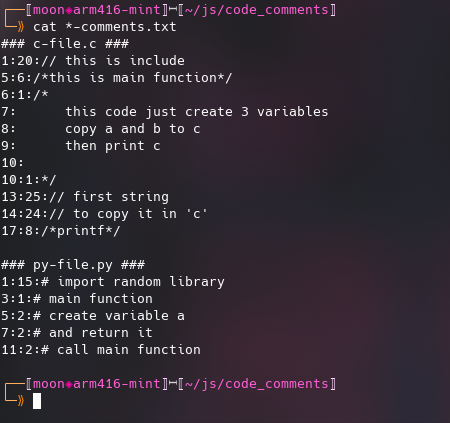 ┌──⟦moon◈arm416-mint⟧⟝⟦~/js/code_comments⟧
└─⟫ cat *-comments.txt
### c-file.c ###
1:20:// this is include
5:6:/*this is main function*/
6:1:/*
7:      this code just create 3 variables
8:      copy a and b to c
9:      then print c
10:
10:1:*/
13:25:// first string
14:24:// to copy it in 'c'
17:8:/*printf*/
### py-file.py ###
1:15:# import random library
3:1:# main function
5:2:# create variable a
7:2:# and return it
11:2:# call main function
┌──⟦moon◈arm416-mint⟧⟝⟦~/js/code_comments⟧
└─⟫